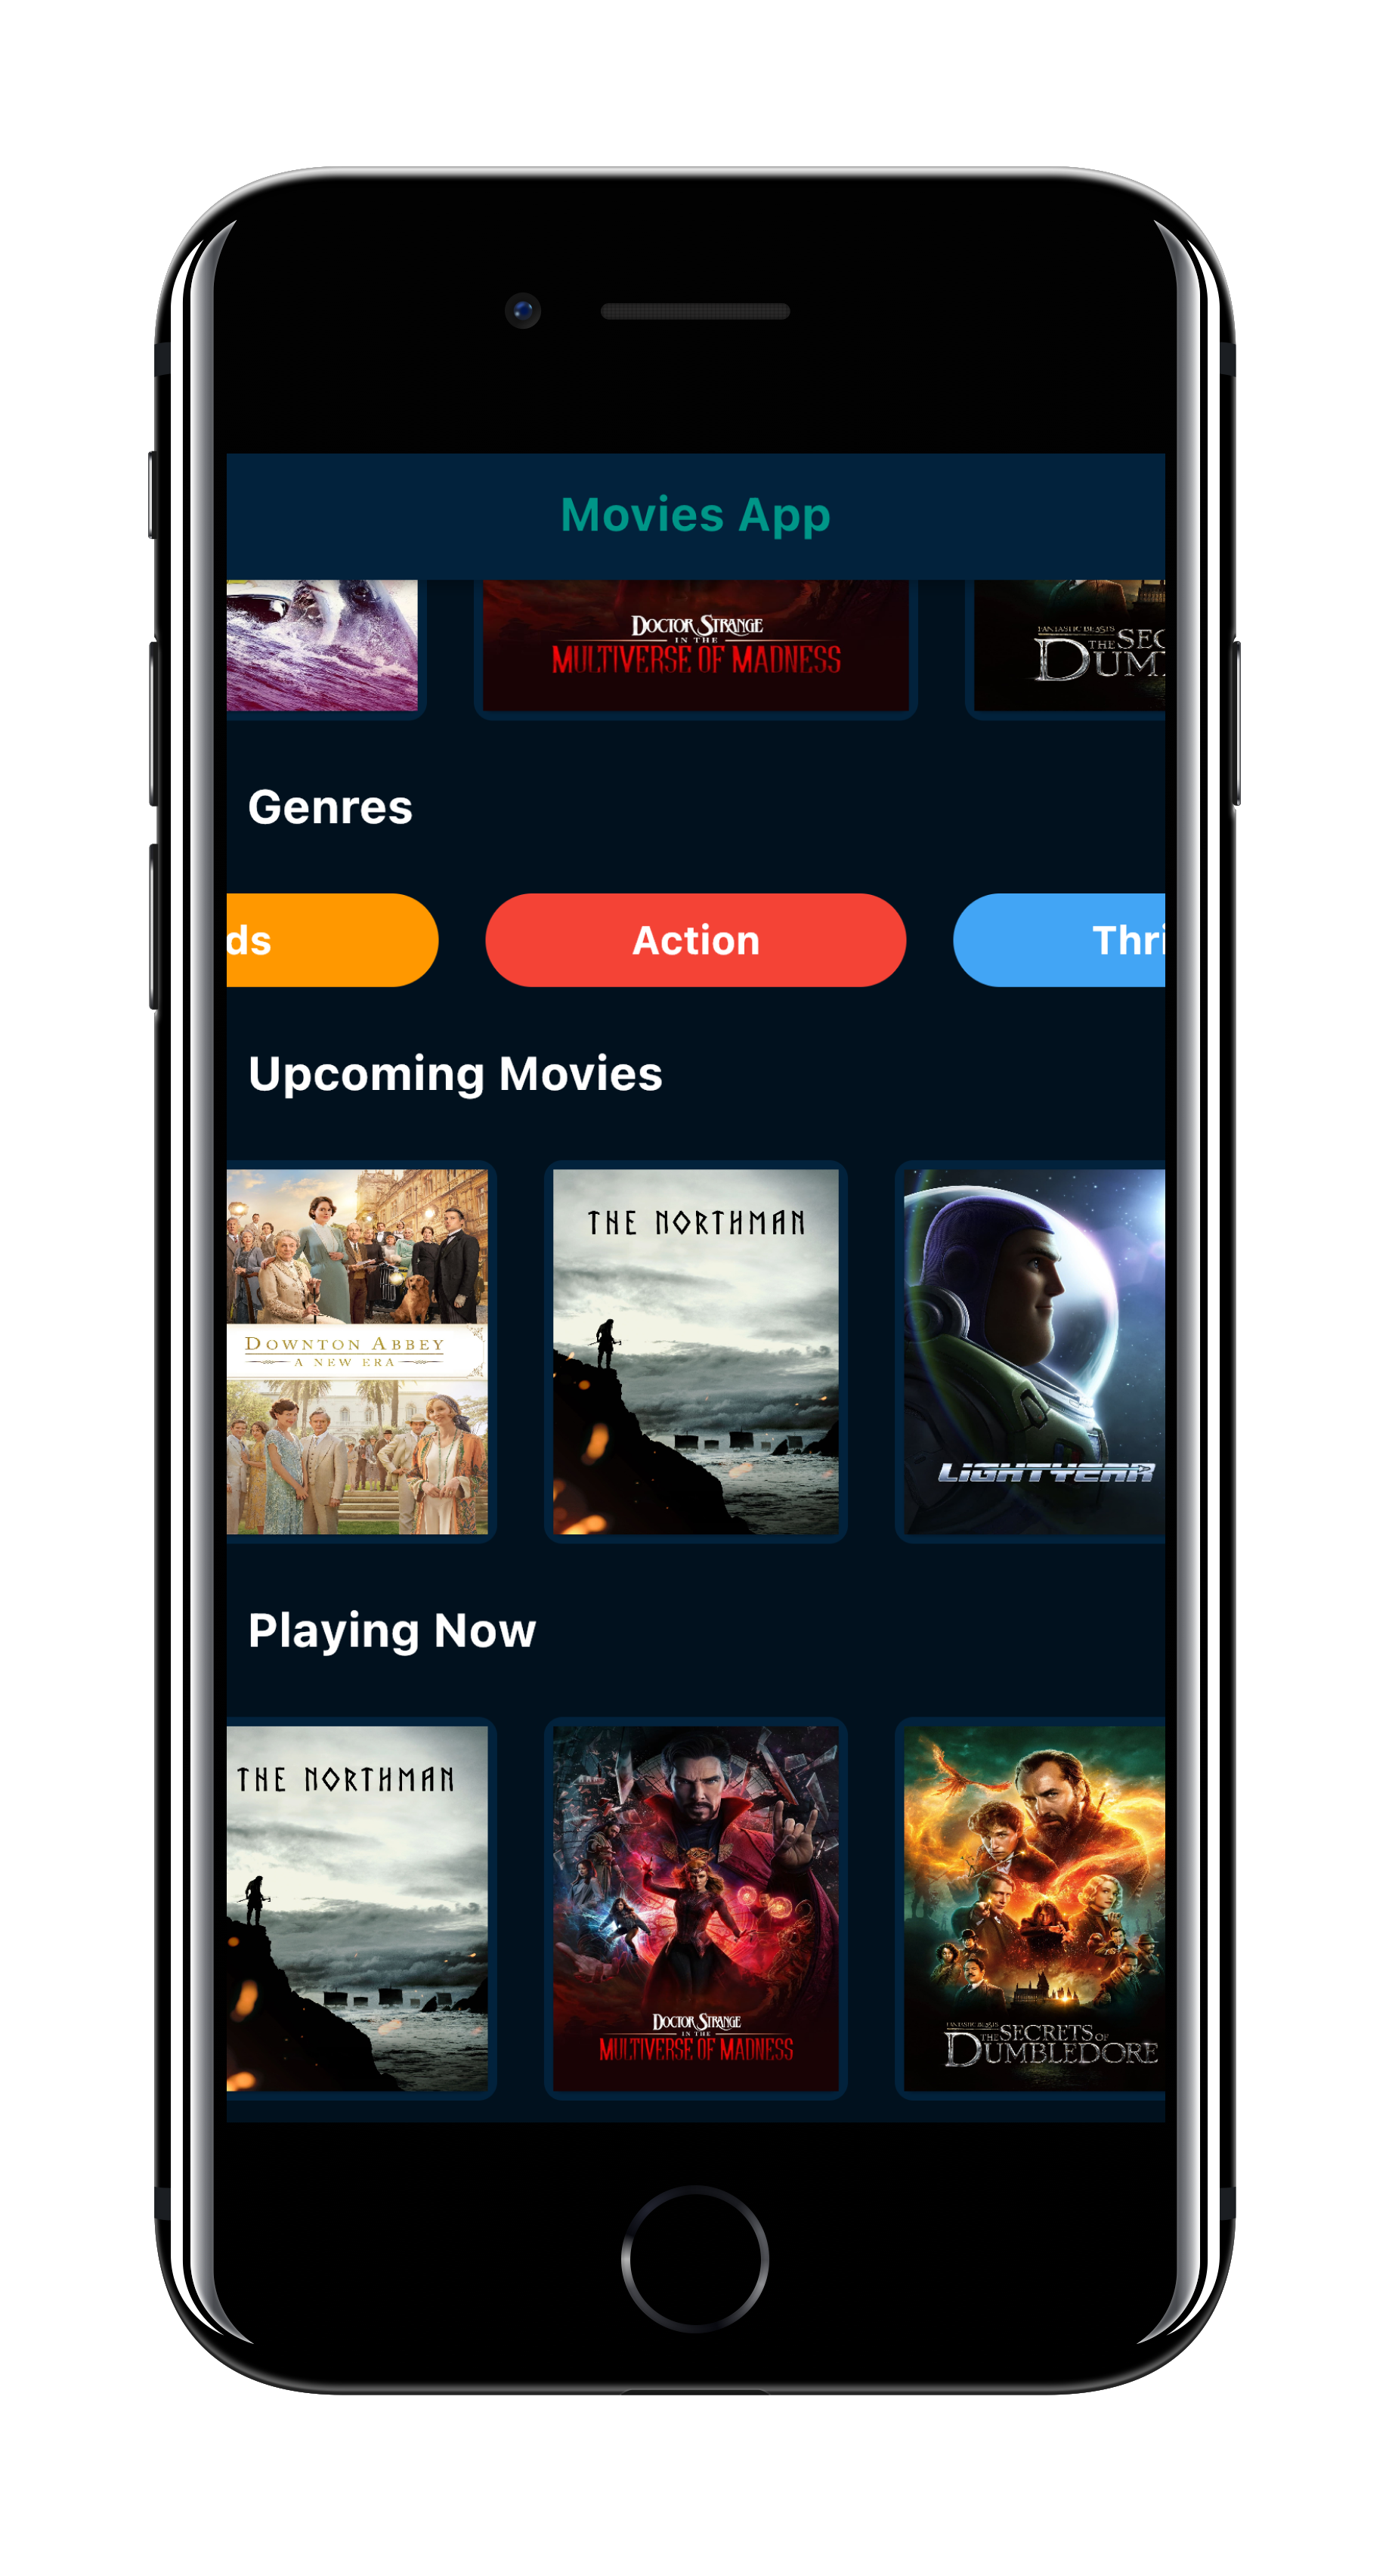 Movies App
DOCTOR STRANGE
IN THE
MULTIVERSE OF MADNESS
FANTASTIC BEASTS
THE SEC
DUM
Genres
ds
Action
Thri
Upcoming Movies
DOWNTON ABBEY
A NEW ERA
THE NORTHMAN
LIGHTYEAR
Playing Now
THE NORTHMAN
DOCTOR STRANGE
IN THE
MULTIVERSE OF MADNESS
FANTASTIC BEASTS
THE SECRETS OF
DUMBLEDORE